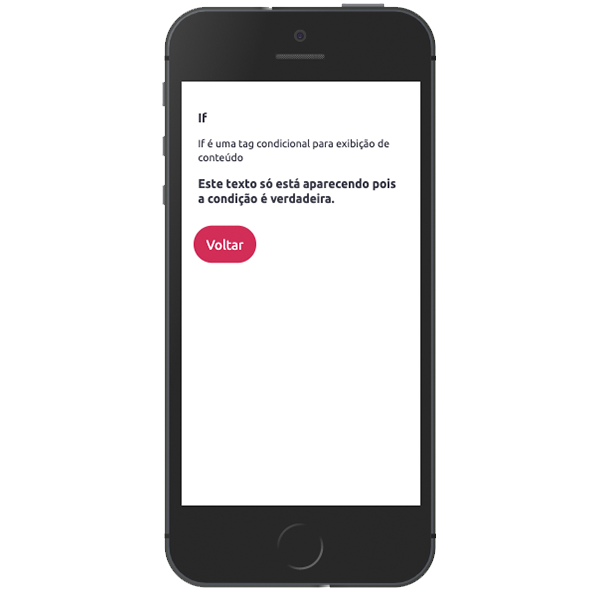 If
If é uma tag condicional para exibição de
conteúdo
Este texto só está aparecendo pois
a condição é verdadeira.
Voltar